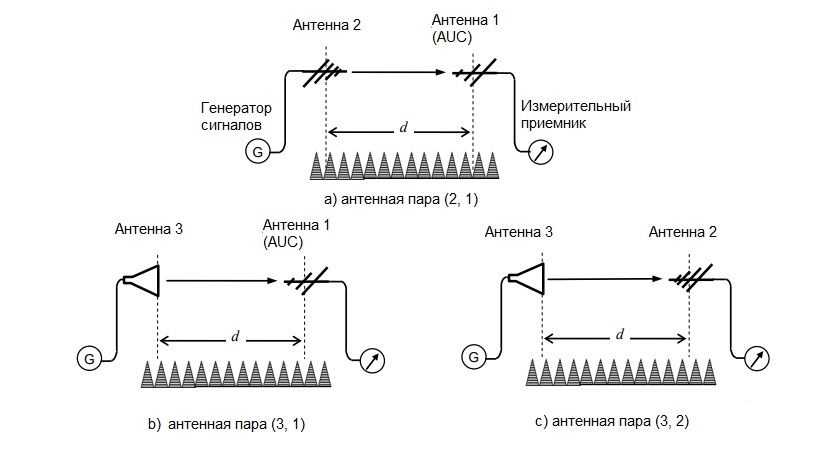 Антенна 2
Антенна 1
(AUC)
Генератор
сигналов
G
d
Измерительный
приемник
a) антенная пара (2, 1)
Антенна 3
Антенна 1
(AUC)
G
d
b) антенная пара (3, 1)
Антенна 3
Антенна 2
G
d
c) антенная пара (3, 2)